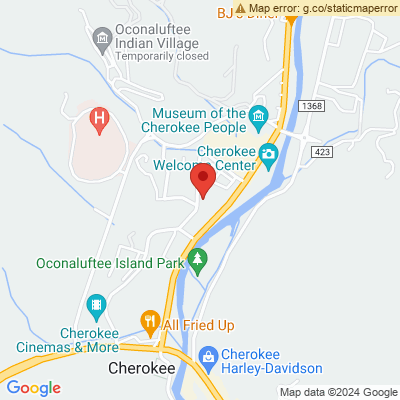 BJ's Diner
Map error: g.co/staticmaperror
Oconaluftee
Indian Village
Temporarily closed
1368
H
Museum of the
Cherokee People
Cherokee
Welcome Center
423
Oconaluftee Island Park
Cherokee
Cinemas & More
All Fried Up
Cherokee
Cherokee
Harley-Davidson
Google
Map data ©2024 Google